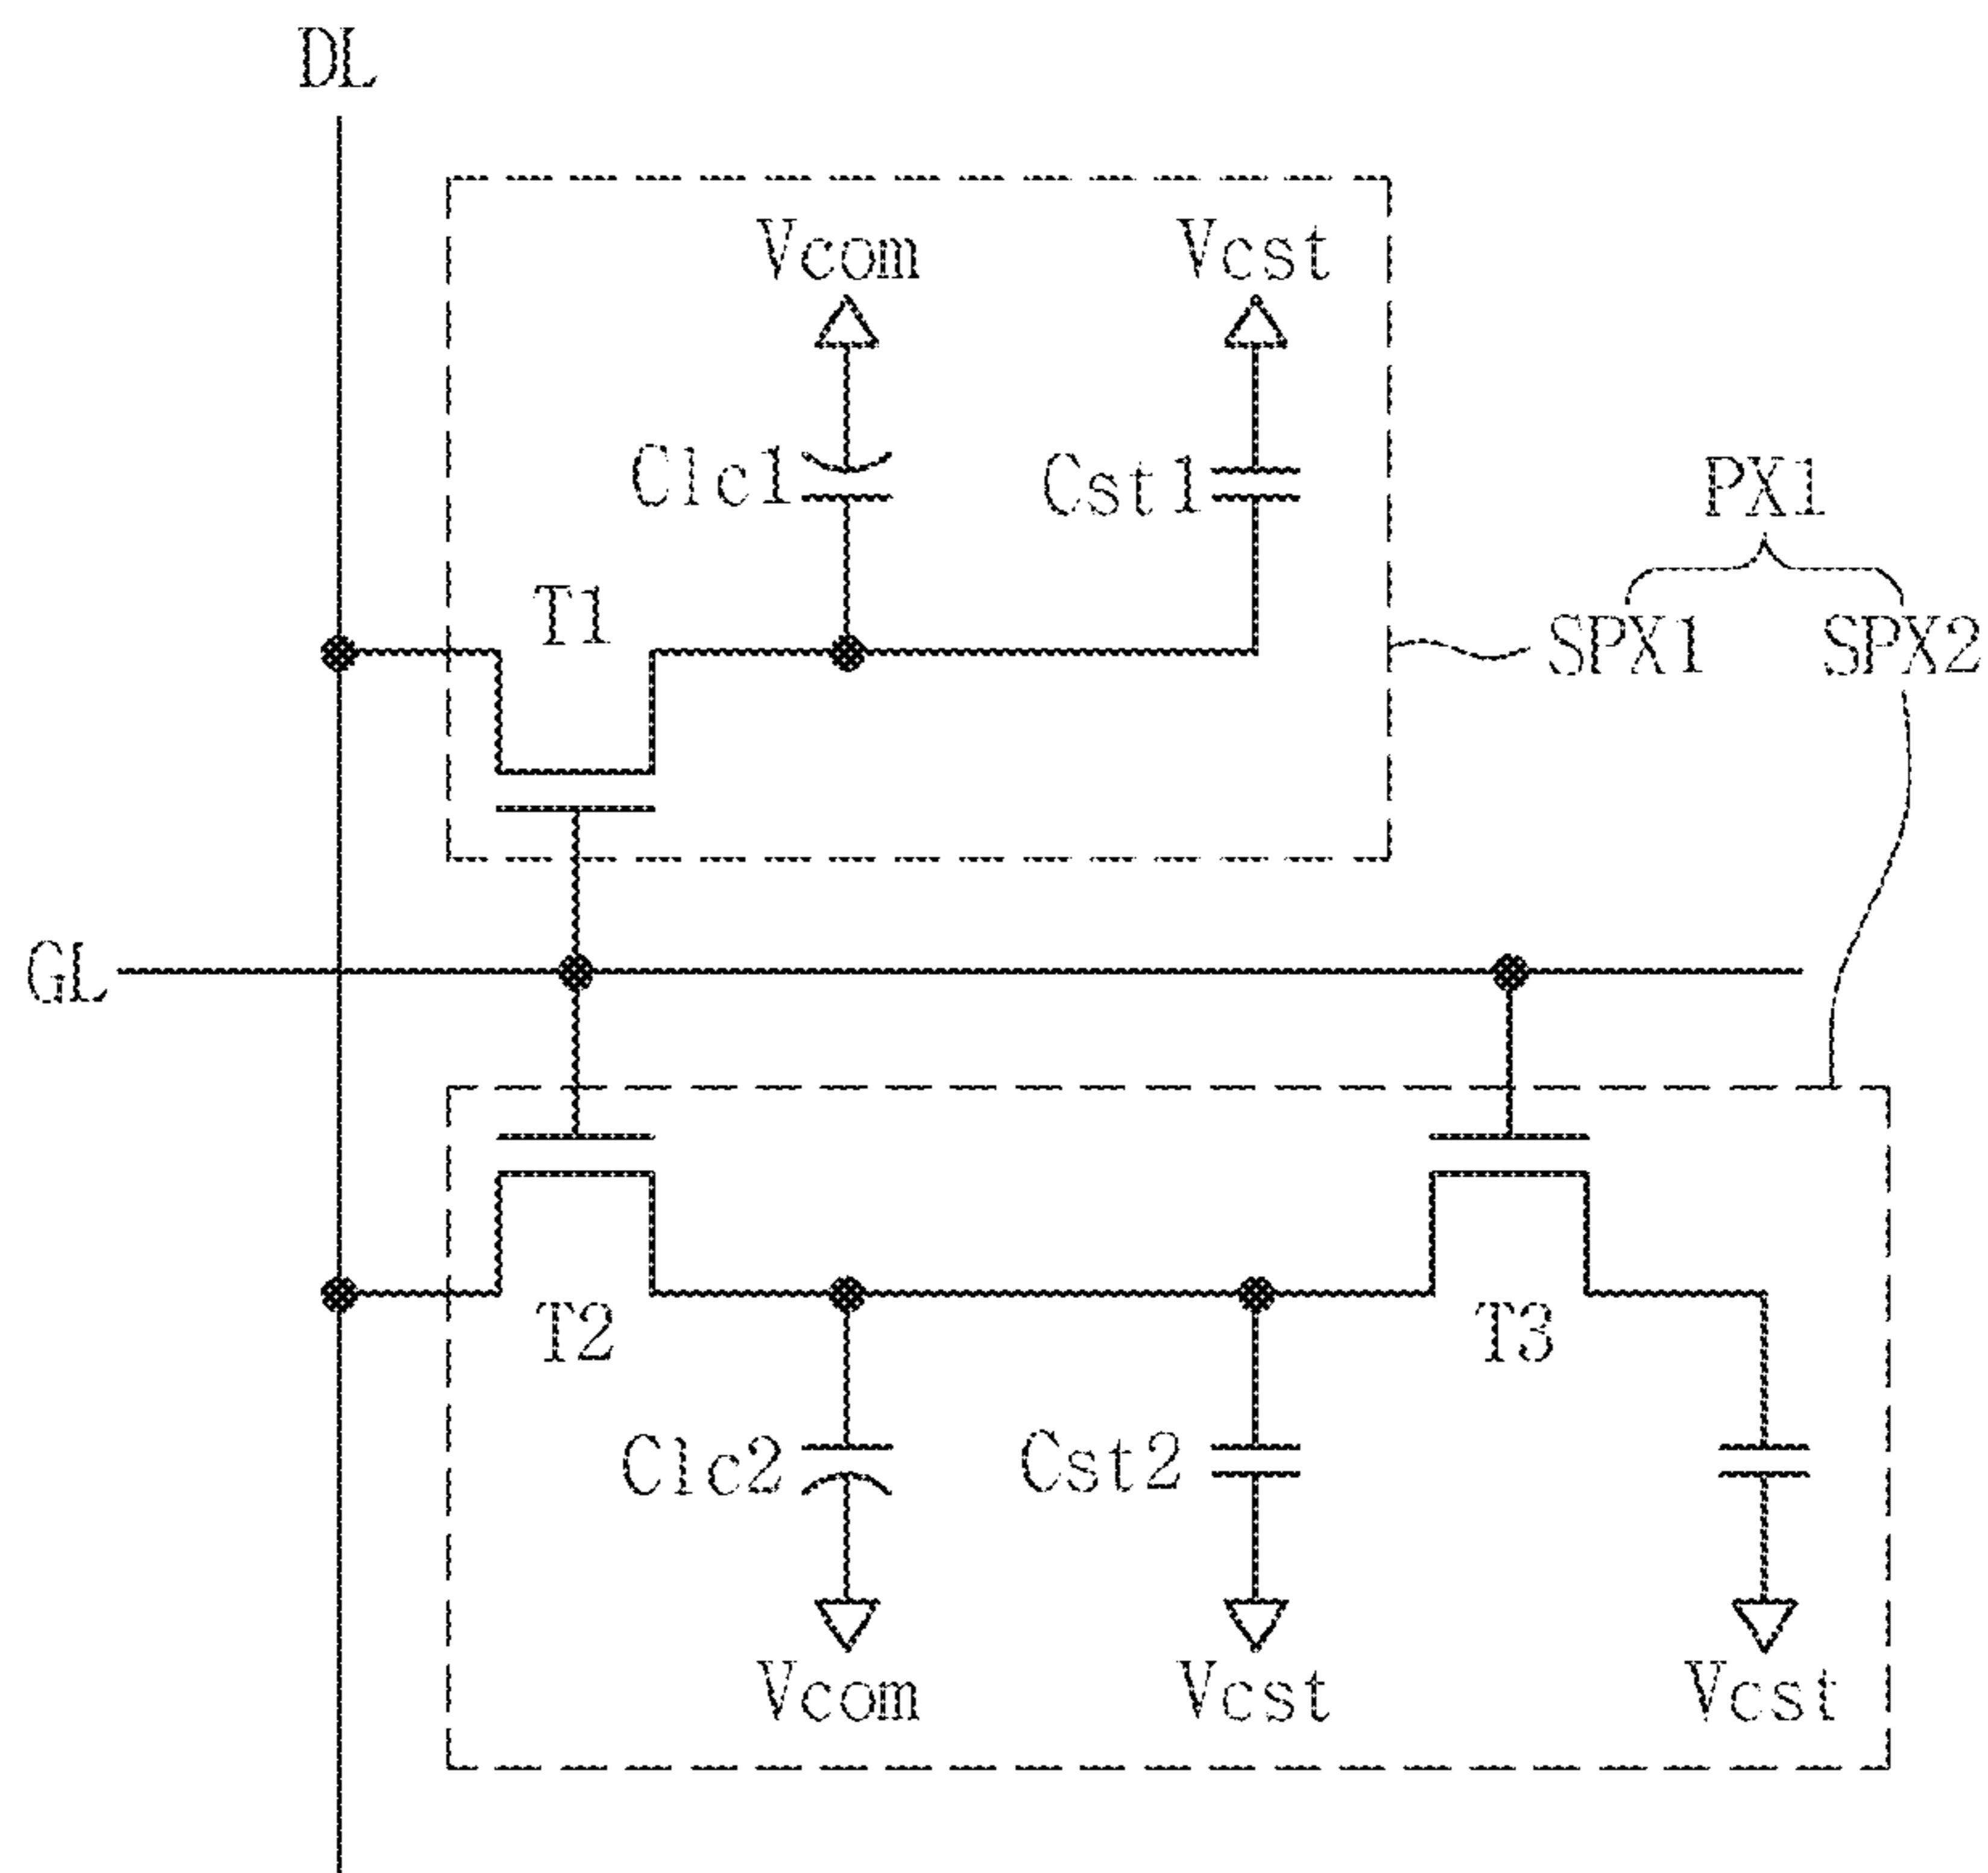 DL
Vcom
Vcst
Clc1
Cst1
PX1
T1
SPX1
SPX2
GL
T2
T3
Clc2
Cst2
Vcom
Vcst
Vcst